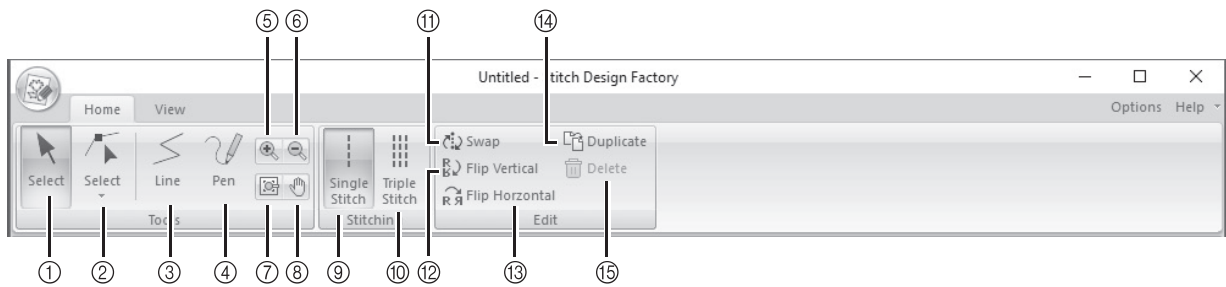 ⑤ ⑥ ⑪ ⑭
Untitled - titch Design Factory
Home View Options Help
Swap Duplicate
Select Select Line Pen Single Stitch Triple Stitch Flip Vertical Delete
Flip Horzontal
Tools Stitchin Edit
① ② ③ ④ ⑦ ⑧ ⑨ ⑩ ⑫ ⑬ ⑮